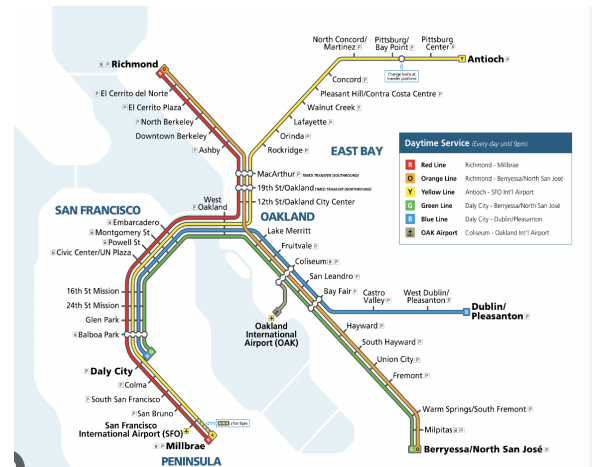 North Concord/
Martinez P
Pittsburg/
Bay Point P
Pittsburg
Center P
Antioch P
Change trains at
transfer platform
Richmond
El Cerrito del Norte
El Cerrito Plaza
North Berkeley
Downtown Berkeley
Ashby
Concord P
Pleasant Hill/Contra Costa Centre P
Walnut Creek P
Lafayette P
Orinda P
Rockridge P
EAST BAY
MacArthur P TIMED TRANSFER (SOUTHBOUND)
19th St/Oakland TIMED TRANSFER (NORTHBOUND)
12th St/Oakland City Center
Daytime Service (Every day until 9pm)
R Red Line Richmond - Millbrae
O Orange Line Richmond - Berryessa/North San José
Y Yellow Line Antioch - SFO Int'l Airport
G Green Line Daly City - Berryessa/North San José
B Blue Line Daly City - Dublin/Pleasanton
OAK Airport Coliseum - Oakland Int'l Airport
West
Oakland
SAN FRANCISCO
OAKLAND
Embarcadero
Montgomery St
Powell St
Civic Center/UN Plaza
Lake Merritt
Fruitvale P
Coliseum
San Leandro P
Bay Fair P
Castro
Valley P
West Dublin/
Pleasanton P
Dublin/
Pleasanton P
16th St Mission
24th St Mission
Glen Park
Balboa Park
Oakland
International
Airport (OAK)
Hayward P
South Hayward P
Union City P
Fremont P
Warm Springs/South Fremont P
Milpitas
Berryessa/North San José P
Daly City
P Colma
P South San Francisco
P San Bruno
San Francisco
International Airport (SFO)
after 9pm
Millbrae
PENINSULA